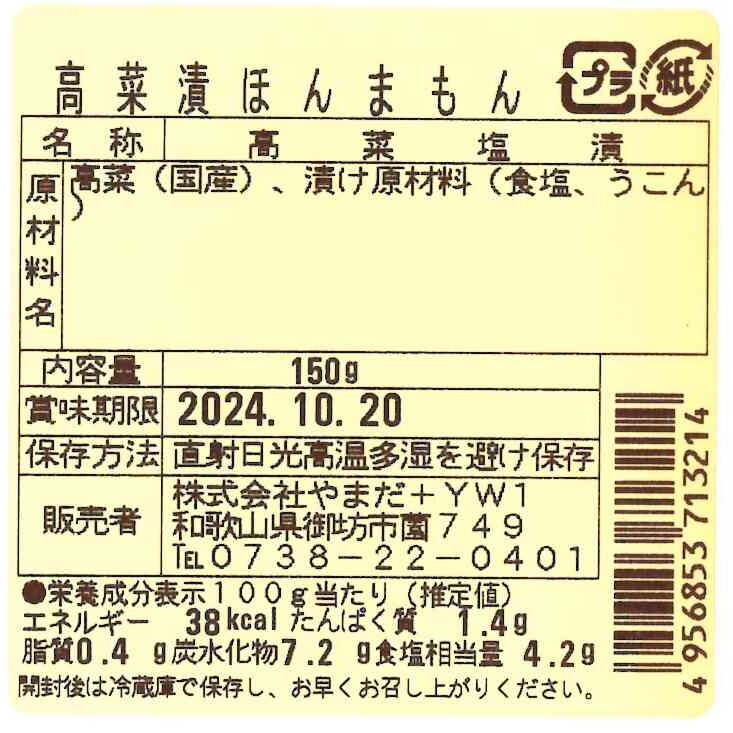 高菜漬ほんまもん
プラ 紙
名称 高菜塩漬
原材料名 高菜（国産）、漬け原材料（食塩、うこん
）
内容量 150g
賞味期限 2024. 10. 20
保存方法 直射日光高温多湿を避け保存
販売者 株式会社やまだ＋YW1
和歌山県御坊市薗749
TEL0738－22－0401
●栄養成分表示100g当たり（推定値）
エネルギー 38kcal たんぱく質 1.4g
脂質0.4 g炭水化物7.2 g食塩相当量 4.2g
開封後は冷蔵庫で保存し、お早くお召し上がりください。
4 956853 713214